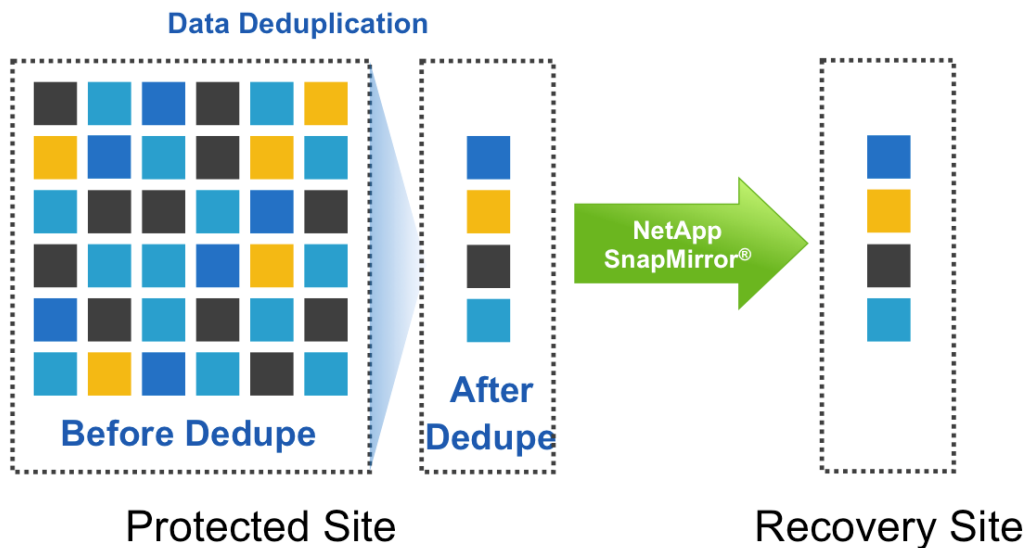 Data Deduplication
Before Dedupe
After
Dedupe
NetApp
SnapMirror®
Protected Site
Recovery Site